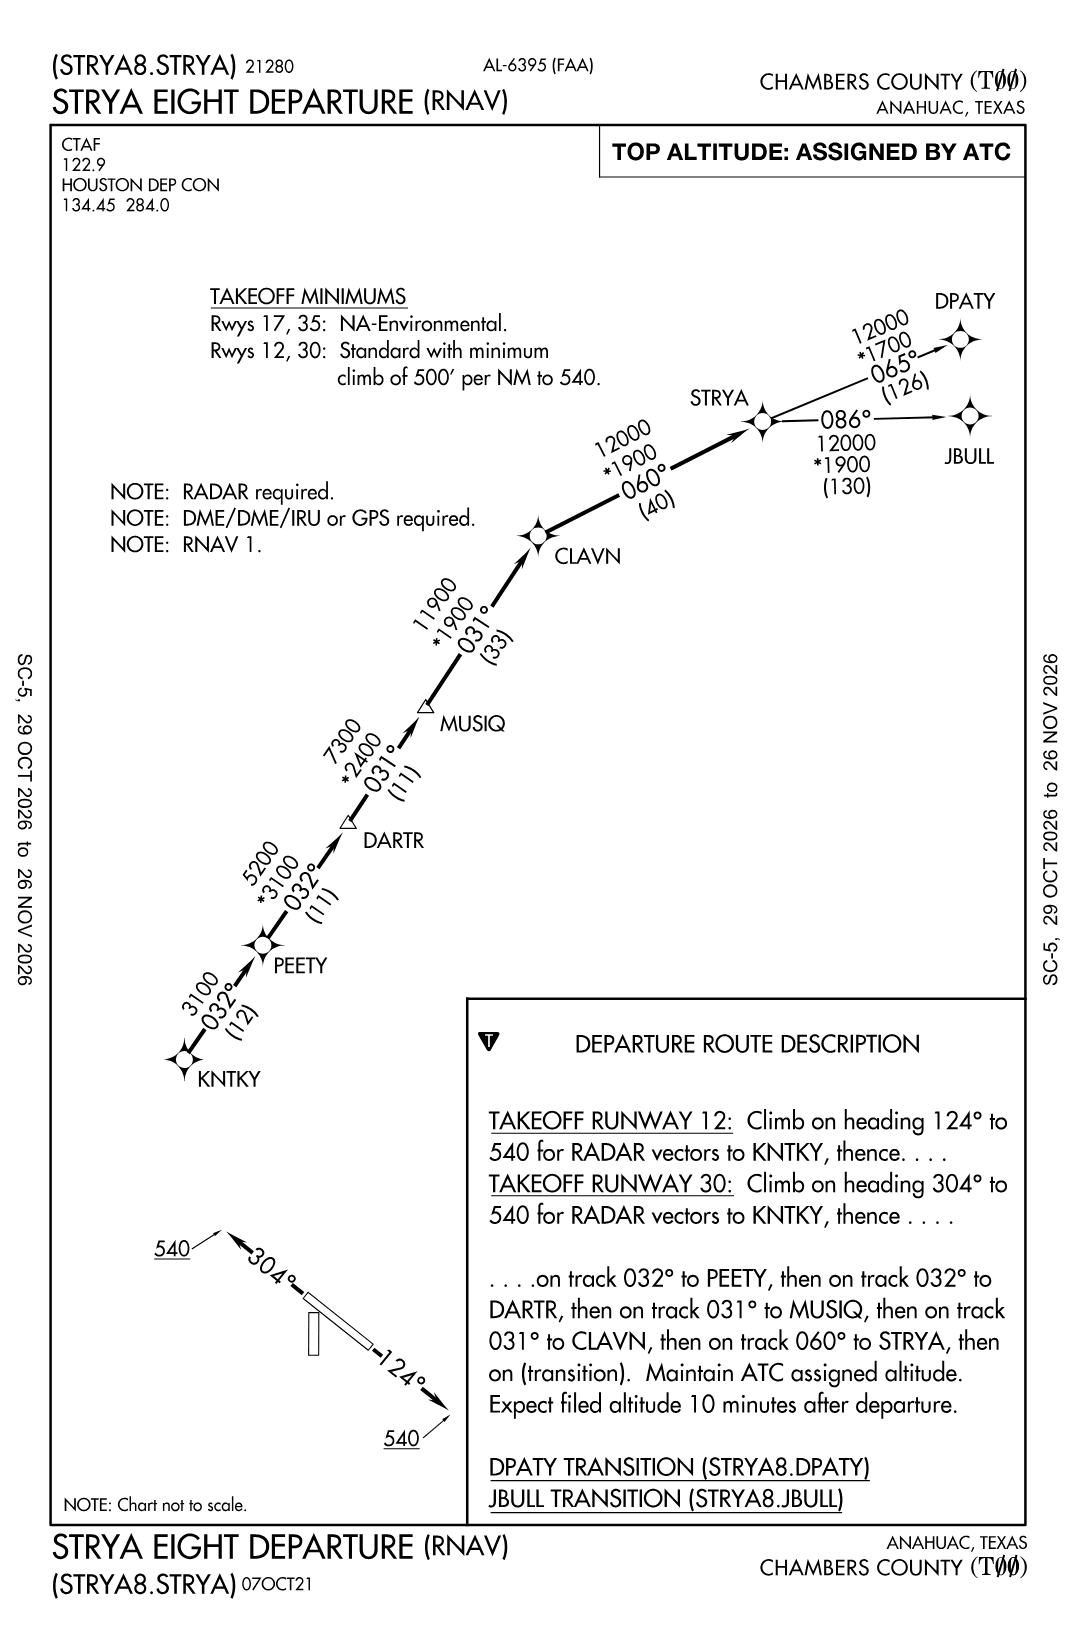 (STRYA8.STRYA) 21280
AL-6395 (FAA)
CHAMBERS COUNTY (TØØ)
STRYA EIGHT DEPARTURE (RNAV)
ANAHUAC, TEXAS
CTAF
122.9
HOUSTON DEP CON
134.45 284.0
TOP ALTITUDE: ASSIGNED BY ATC
TAKEOFF MINIMUMS
Rwys 17, 35: NA-Environmental.
Rwys 12, 30: Standard with minimum
climb of 500' per NM to 540.
DPATY
12000
*1700
065°
(126)
STRYA
086°
12000
*1900
(130)
JBULL
12000
*1900
060°
(40)
NOTE: RADAR required.
NOTE: DME/DME/IRU or GPS required.
NOTE: RNAV 1.
CLAVN
11900
*1900
031°
(33)
MUSIQ
7300
*2400
031°
(11)
DARTR
5200
*3100
032°
(11)
PEETY
3100
032°
(12)
KNTKY
SC-5, 29 OCT 2026 to 26 NOV 2026
SC-5, 29 OCT 2026 to 26 NOV 2026
T
DEPARTURE ROUTE DESCRIPTION
TAKEOFF RUNWAY 12: Climb on heading 124° to
540 for RADAR vectors to KNTKY, thence. . . .
TAKEOFF RUNWAY 30: Climb on heading 304° to
540 for RADAR vectors to KNTKY, thence . . . .
. . . .on track 032° to PEETY, then on track 032° to
DARTR, then on track 031° to MUSIQ, then on track
031° to CLAVN, then on track 060° to STRYA, then
on (transition). Maintain ATC assigned altitude.
Expect filed altitude 10 minutes after departure.
DPATY TRANSITION (STRYA8.DPATY)
JBULL TRANSITION (STRYA8.JBULL)
540
304°
124°
540
NOTE: Chart not to scale.
STRYA EIGHT DEPARTURE (RNAV)
ANAHUAC, TEXAS
CHAMBERS COUNTY (TØØ)
(STRYA8.STRYA) 07OCT21